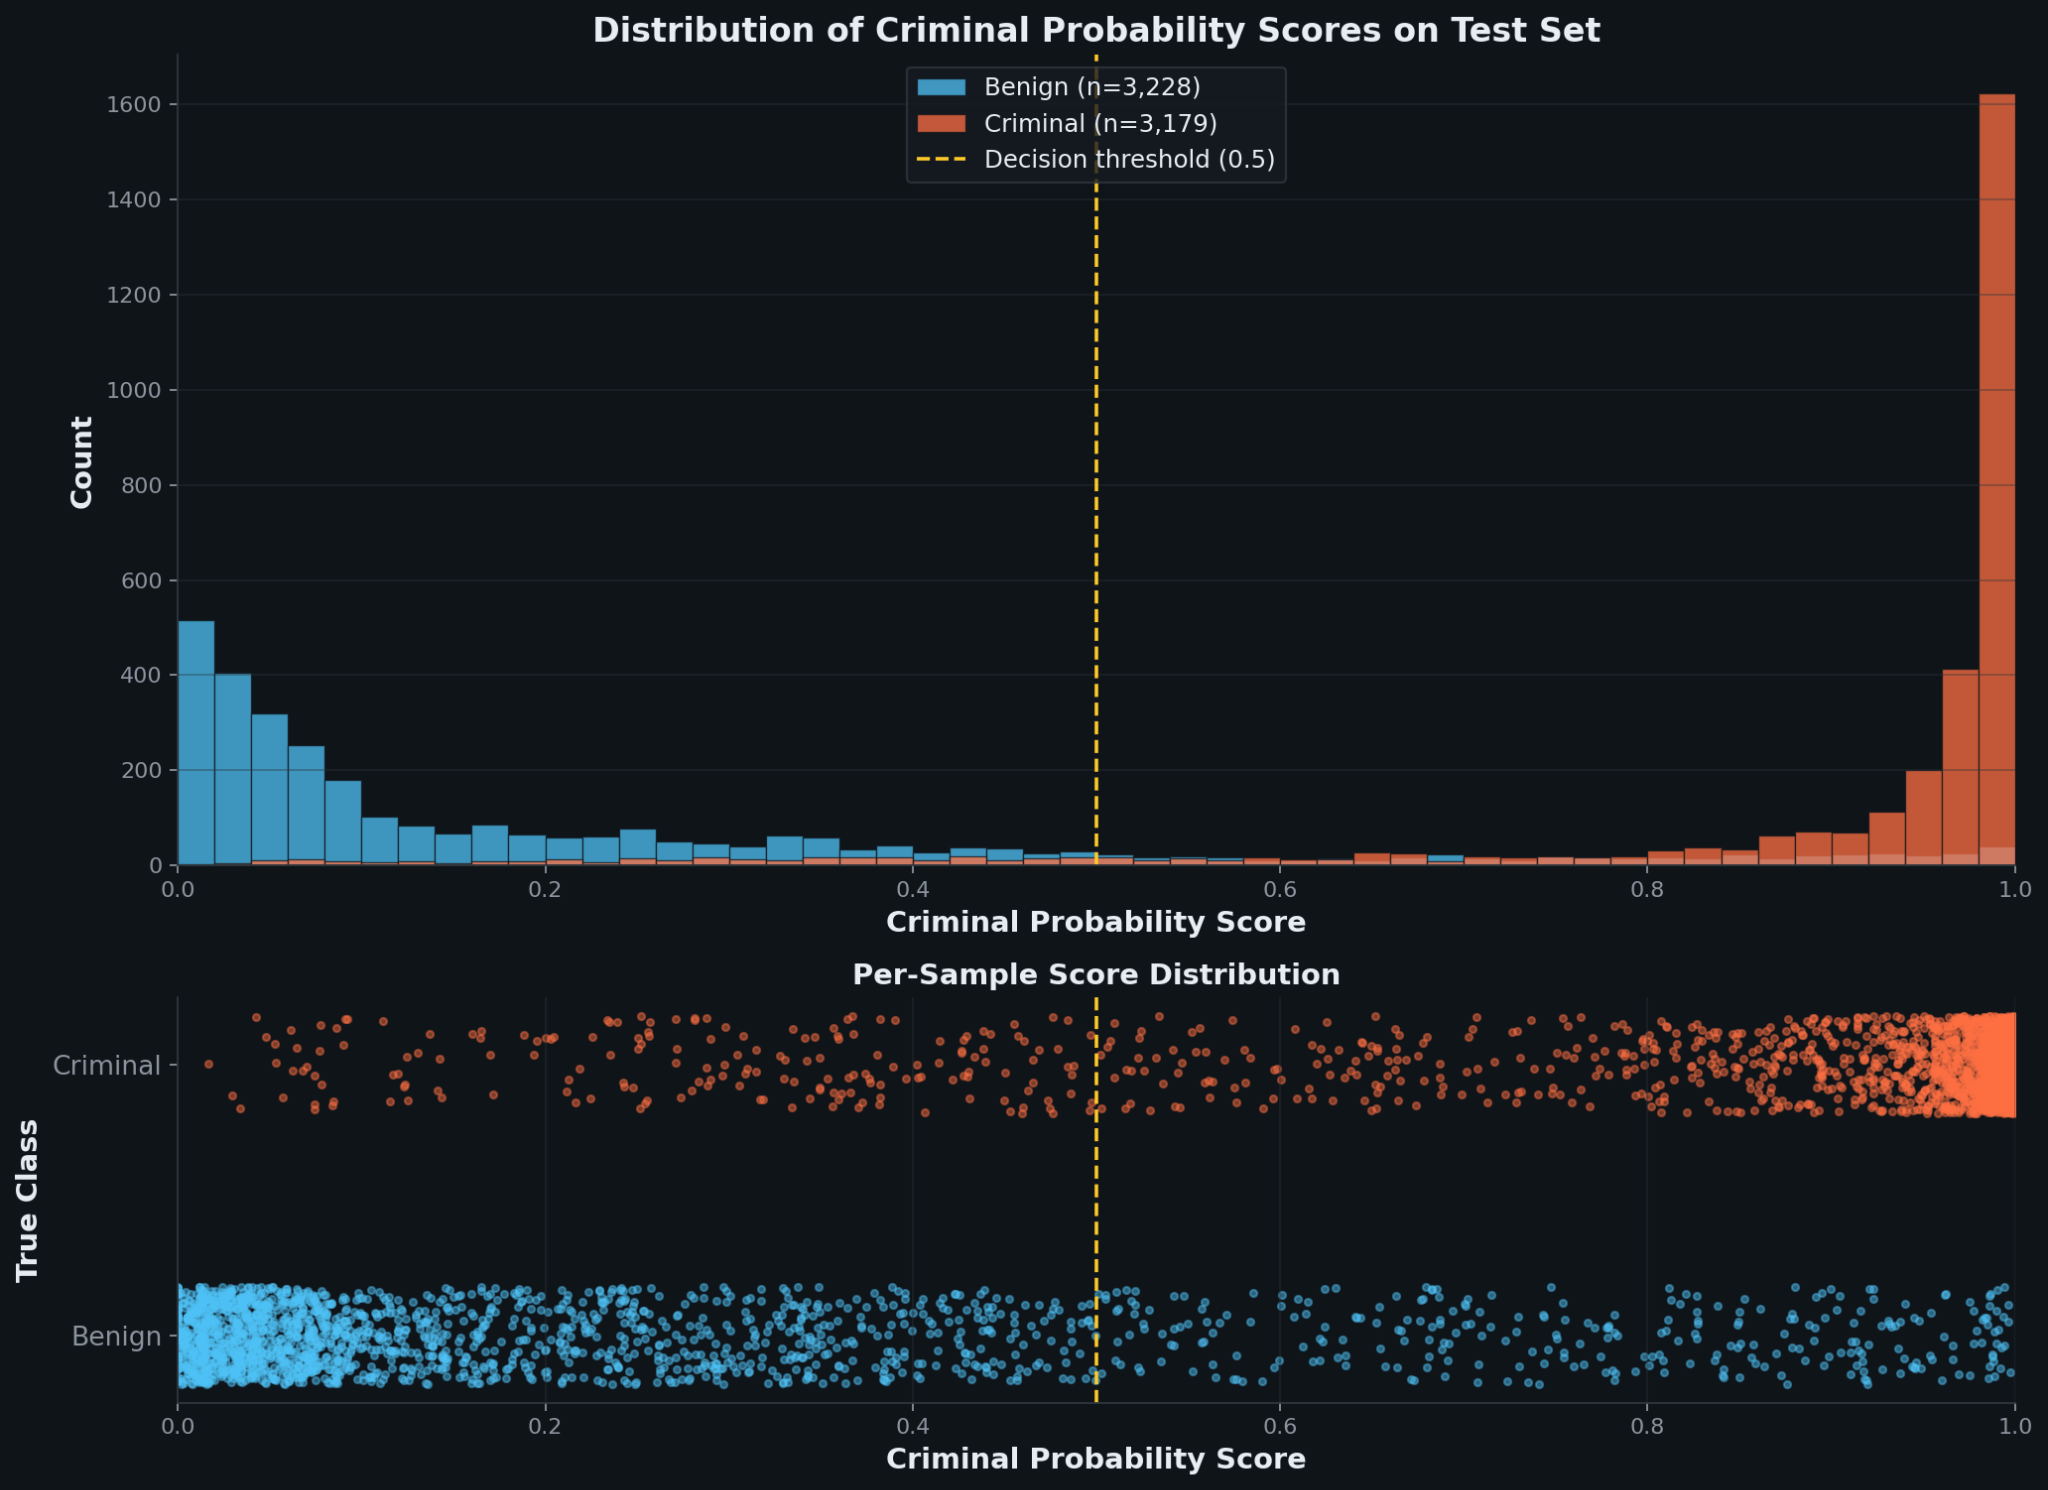 Distribution of Criminal Probability Scores on Test Set
Benign (n=3,228)
Criminal (n=3,179)
Decision threshold (0.5)
1600
1400
1200
1000
800
600
400
200
0
Count
0.0 0.2 0.4 0.6 0.8 1.0
Criminal Probability Score
Per-Sample Score Distribution
Criminal
Benign
True Class
0.0 0.2 0.4 0.6 0.8 1.0
Criminal Probability Score